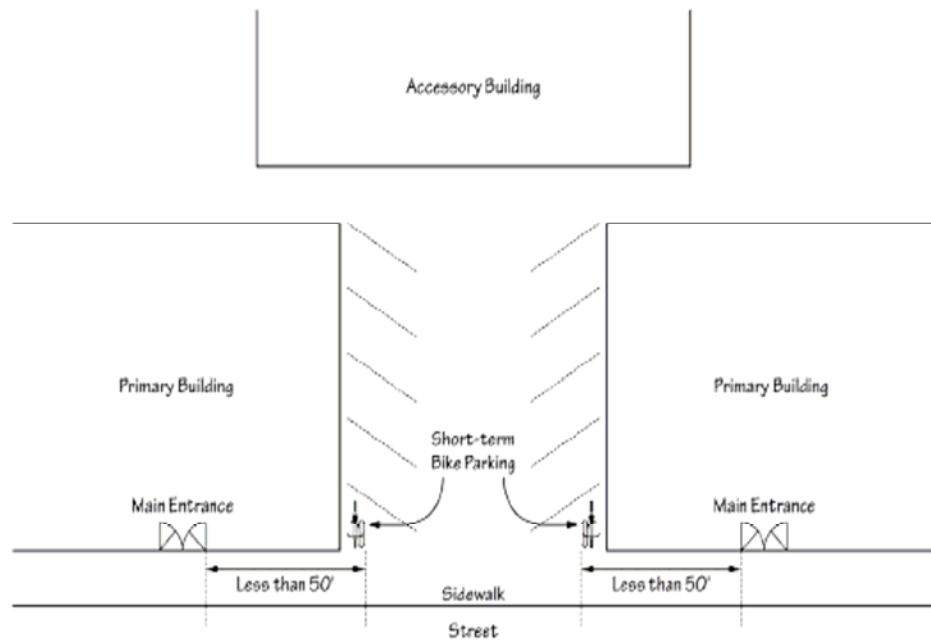 Accessory Building
Primary Building
Primary Building
Short-term
Bike Parking
Main Entrance
Main Entrance
Less than 50'
Less than 50'
Sidewalk
Street